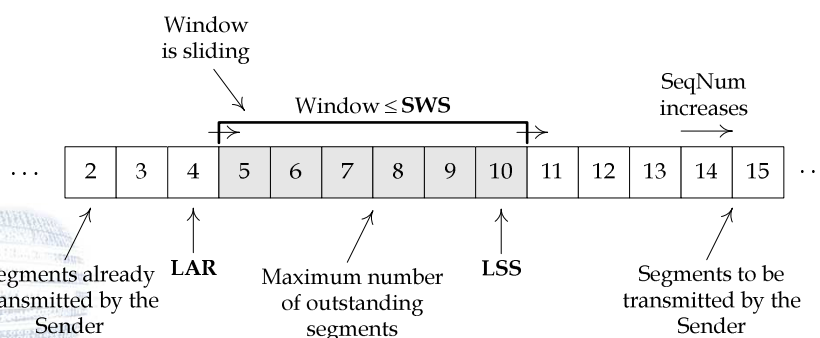 Window
is sliding
Window ≤ SWS
SeqNum
increases
... 2 3 4 5 6 7 8 9 10 11 12 13 14 15 ..
LAR
LSS
egments already
ansmitted by the
Sender
Maximum number
of outstanding
segments
Segments to be
transmitted by the
Sender